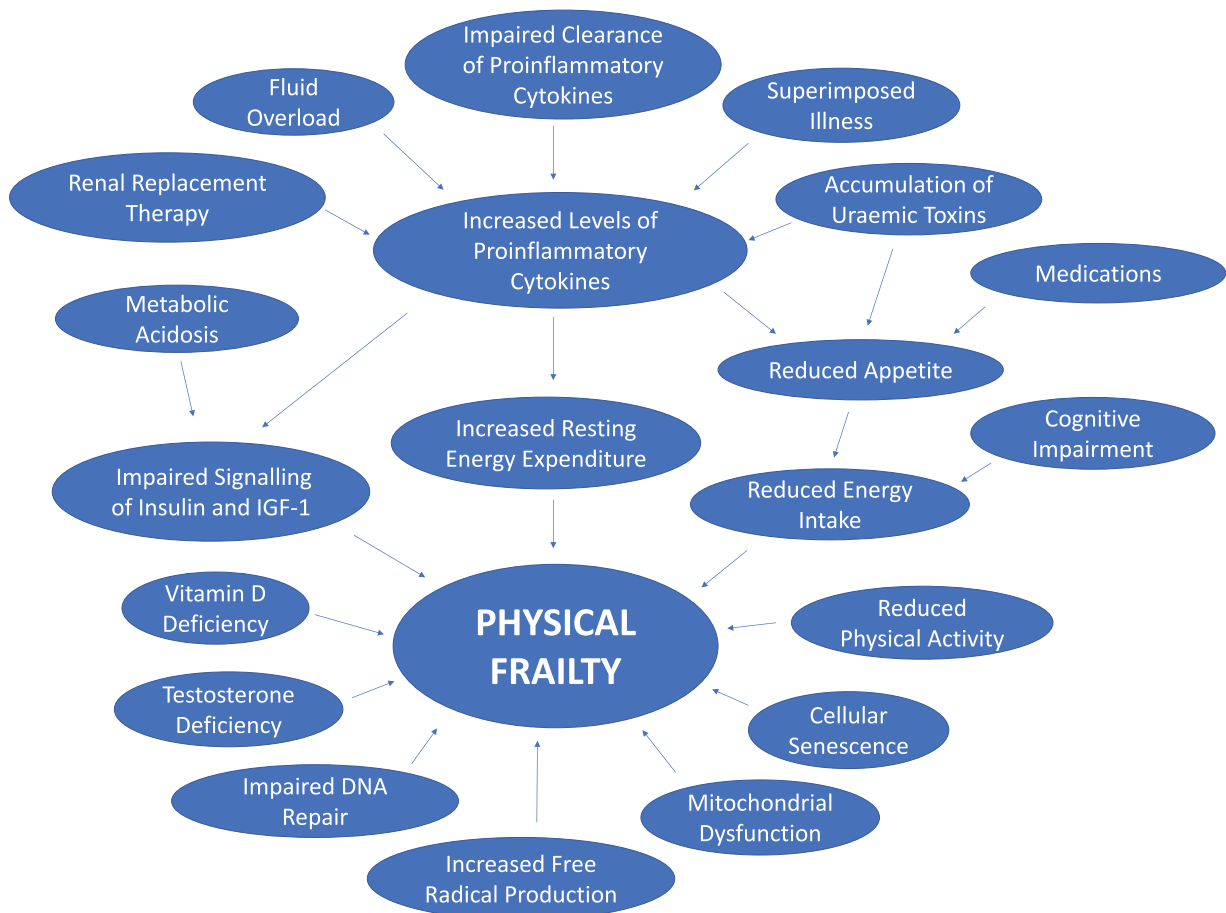 Impaired Clearance
of Proinflammatory
Cytokines
Fluid
Overload
Superimposed
Illness
Renal Replacement
Therapy
Accumulation of
Uraemic Toxins
Increased Levels of
Proinflammatory
Cytokines
Medications
Metabolic
Acidosis
Reduced Appetite
Increased Resting
Energy Expenditure
Cognitive
Impairment
Impaired Signalling
of Insulin and IGF-1
Reduced Energy
Intake
Vitamin D
Deficiency
PHYSICAL
FRAILTY
Reduced
Physical Activity
Testosterone
Deficiency
Cellular
Senescence
Impaired DNA
Repair
Mitochondrial
Dysfunction
Increased Free
Radical Production